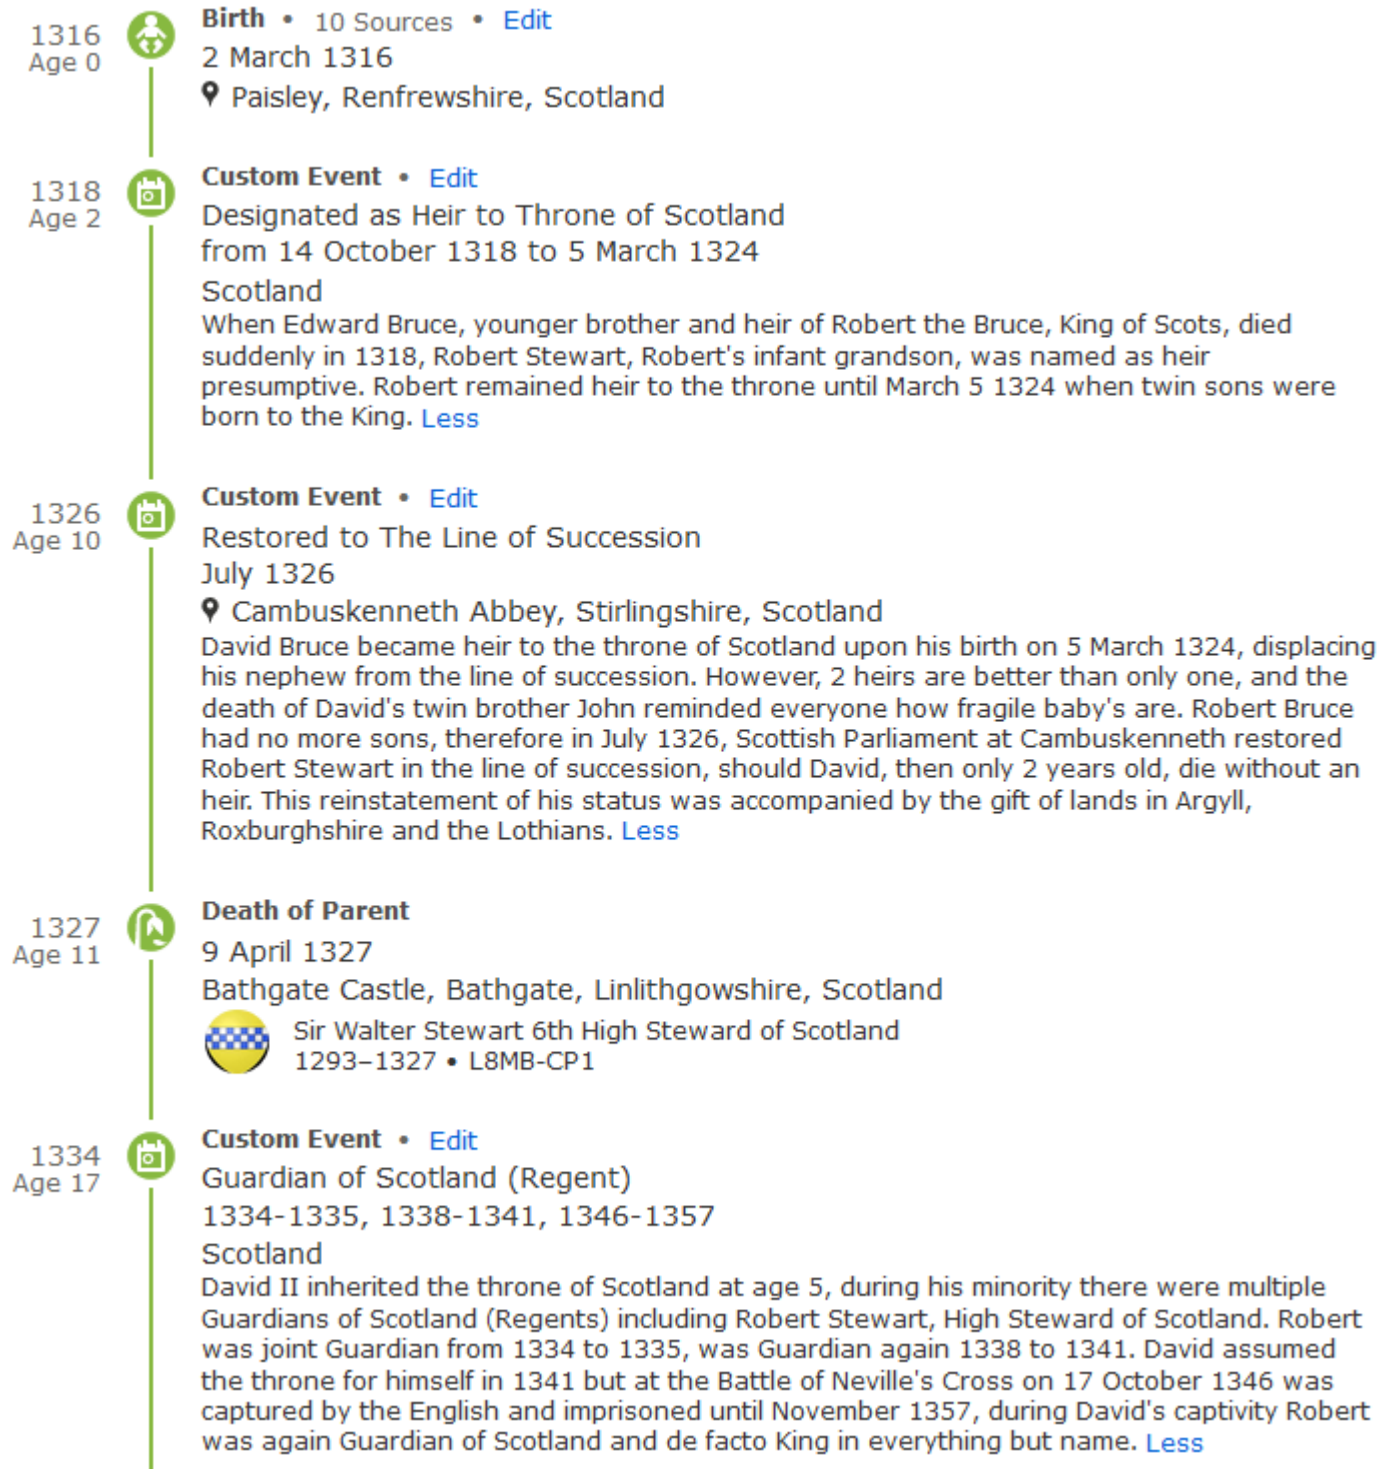 1316
Age 0
Birth • 10 Sources • Edit
2 March 1316
Paisley, Renfrewshire, Scotland
1318
Age 2
Custom Event • Edit
Designated as Heir to Throne of Scotland
from 14 October 1318 to 5 March 1324
Scotland
When Edward Bruce, younger brother and heir of Robert the Bruce, King of Scots, died
suddenly in 1318, Robert Stewart, Robert's infant grandson, was named as heir
presumptive. Robert remained heir to the throne until March 5 1324 when twin sons were
born to the King. Less
1326
Age 10
Custom Event • Edit
Restored to The Line of Succession
July 1326
Cambuskenneth Abbey, Stirlingshire, Scotland
David Bruce became heir to the throne of Scotland upon his birth on 5 March 1324, displacing
his nephew from the line of succession. However, 2 heirs are better than only one, and the
death of David's twin brother John reminded everyone how fragile baby's are. Robert Bruce
had no more sons, therefore in July 1326, Scottish Parliament at Cambuskenneth restored
Robert Stewart in the line of succession, should David, then only 2 years old, die without an
heir. This reinstatement of his status was accompanied by the gift of lands in Argyll,
Roxburghshire and the Lothians. Less
1327
Age 11
Death of Parent
9 April 1327
Bathgate Castle, Bathgate, Linlithgowshire, Scotland
Sir Walter Stewart 6th High Steward of Scotland
1293–1327 • L8MB-CP1
1334
Age 17
Custom Event • Edit
Guardian of Scotland (Regent)
1334-1335, 1338-1341, 1346-1357
Scotland
David II inherited the throne of Scotland at age 5, during his minority there were multiple
Guardians of Scotland (Regents) including Robert Stewart, High Steward of Scotland. Robert
was joint Guardian from 1334 to 1335, was Guardian again 1338 to 1341. David assumed
the throne for himself in 1341 but at the Battle of Neville's Cross on 17 October 1346 was
captured by the English and imprisoned until November 1357, during David's captivity Robert
was again Guardian of Scotland and de facto King in everything but name. Less